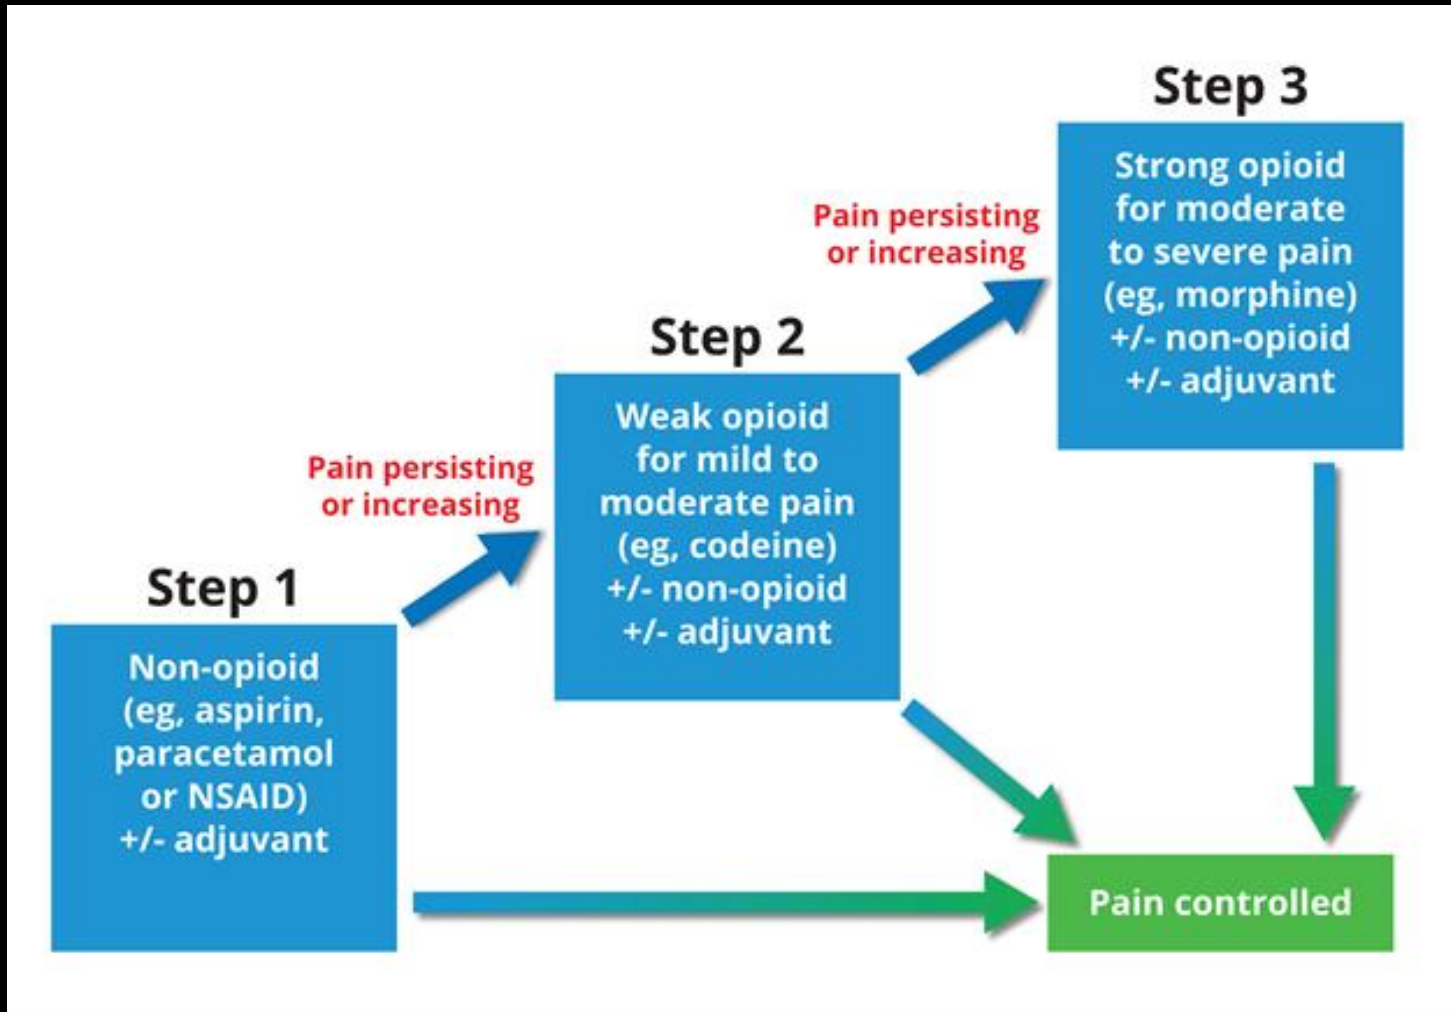 Step 1
Non-opioid
(eg, aspirin,
paracetamol
or NSAID)
+/- adjuvant
Pain persisting
or increasing
Step 2
Weak opioid
for mild to
moderate pain
(eg, codeine)
+/- non-opioid
+/- adjuvant
Pain persisting
or increasing
Step 3
Strong opioid
for moderate
to severe pain
(eg, morphine)
+/- non-opioid
+/- adjuvant
Pain controlled